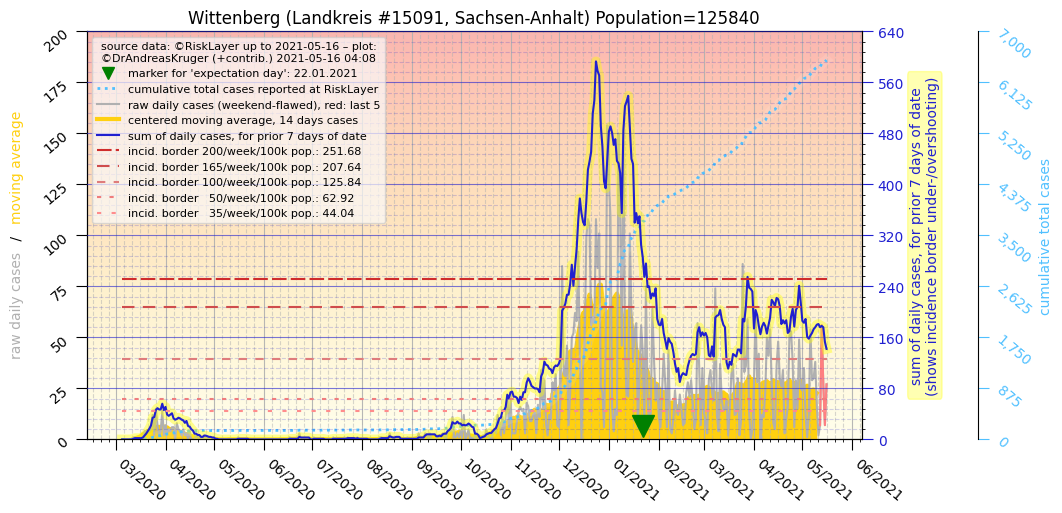 Wittenberg (Landkreis #15091, Sachsen-Anhalt) Population=125840
source data: ©RiskLayer up to 2021-05-16 – plot:
©DrAndreasKruger (+contrib.) 2021-05-16 04:08
marker for 'expectation day': 22.01.2021
cumulative total cases reported at RiskLayer
raw daily cases (weekend-flawed), red: last 5
centered moving average, 14 days cases
sum of daily cases, for prior 7 days of date
incid. border 200/week/100k pop.: 251.68
incid. border 165/week/100k pop.: 207.64
incid. border 100/week/100k pop.: 125.84
incid. border 50/week/100k pop.: 62.92
incid. border 35/week/100k pop.: 44.04
raw daily cases / moving average
200
175
150
125
100
75
50
25
0
03/2020
04/2020
05/2020
06/2020
07/2020
08/2020
09/2020
10/2020
11/2020
12/2020
01/2021
02/2021
03/2021
04/2021
05/2021
06/2021
640
560
480
400
320
240
160
80
0
sum of daily cases, for prior 7 days of date
(shows incidence border under-/overshooting)
7,000
6,125
5,250
4,375
3,500
2,625
1,750
875
0
cumulative total cases